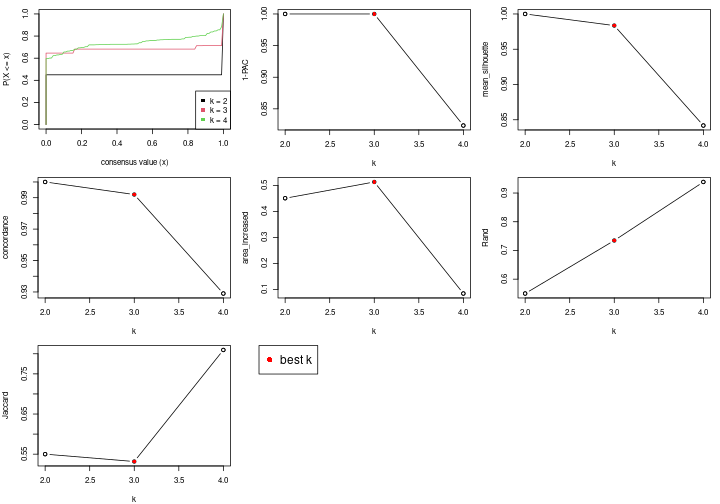 P(X <= x)
0.0 0.2 0.4 0.6 0.8 1.0
k = 2
k = 3
k = 4
0.0 0.2 0.4 0.6 0.8 1.0
consensus value (x)
1-PAC
0.85 0.90 0.95 1.00
2.0 2.5 3.0 3.5 4.0
k
mean_silhouette
0.85 0.90 0.95 1.00
2.0 2.5 3.0 3.5 4.0
k
concordance
0.93 0.95 0.97 0.99
2.0 2.5 3.0 3.5 4.0
k
area_increased
0.1 0.2 0.3 0.4 0.5
2.0 2.5 3.0 3.5 4.0
k
Rand
0.6 0.7 0.8 0.9
2.0 2.5 3.0 3.5 4.0
k
Jaccard
0.55 0.65 0.75
2.0 2.5 3.0 3.5 4.0
k
best k